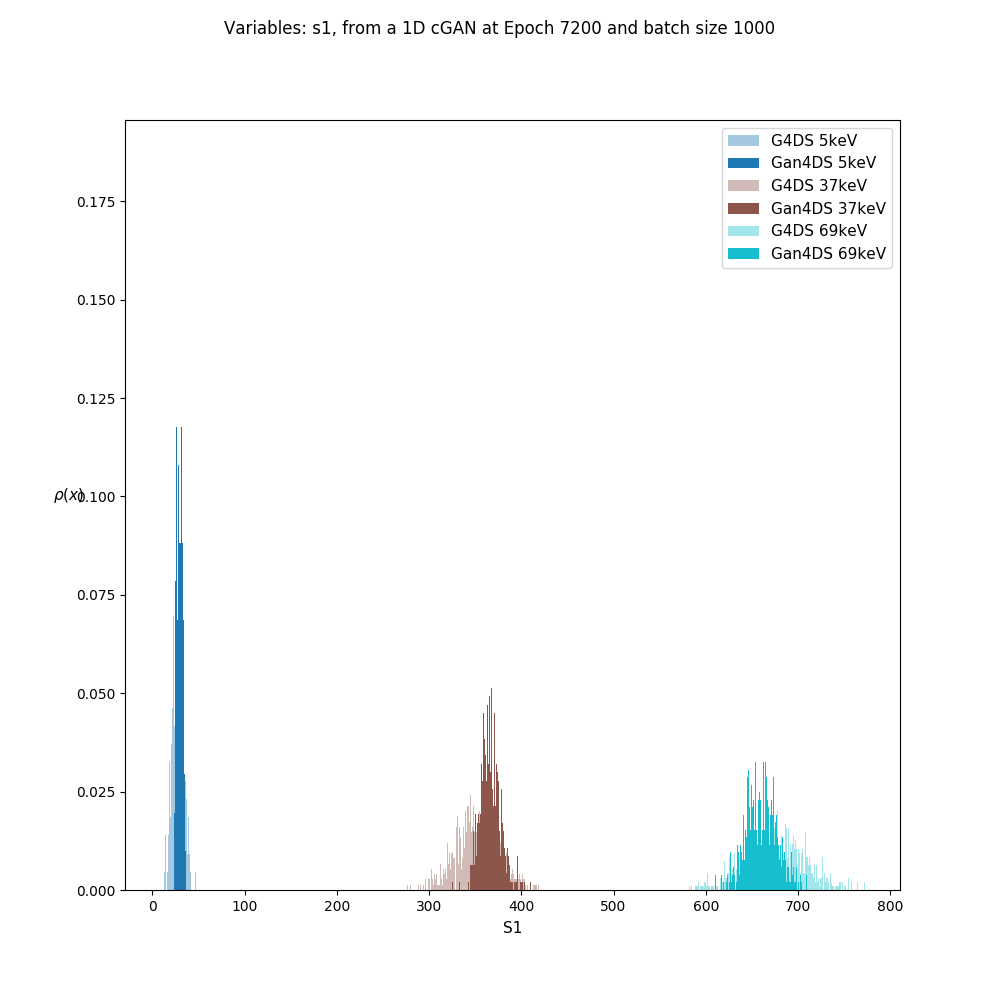 Variables: s1, from a 1D cGAN at Epoch 7200 and batch size 1000
G4DS 5keV
Gan4DS 5keV
G4DS 37keV
Gan4DS 37keV
G4DS 69keV
Gan4DS 69keV
0.175
0.150
0.125
ρ(x)
0.100
0.075
0.050
0.025
0.000
0 100 200 300 400 500 600 700 800
S1